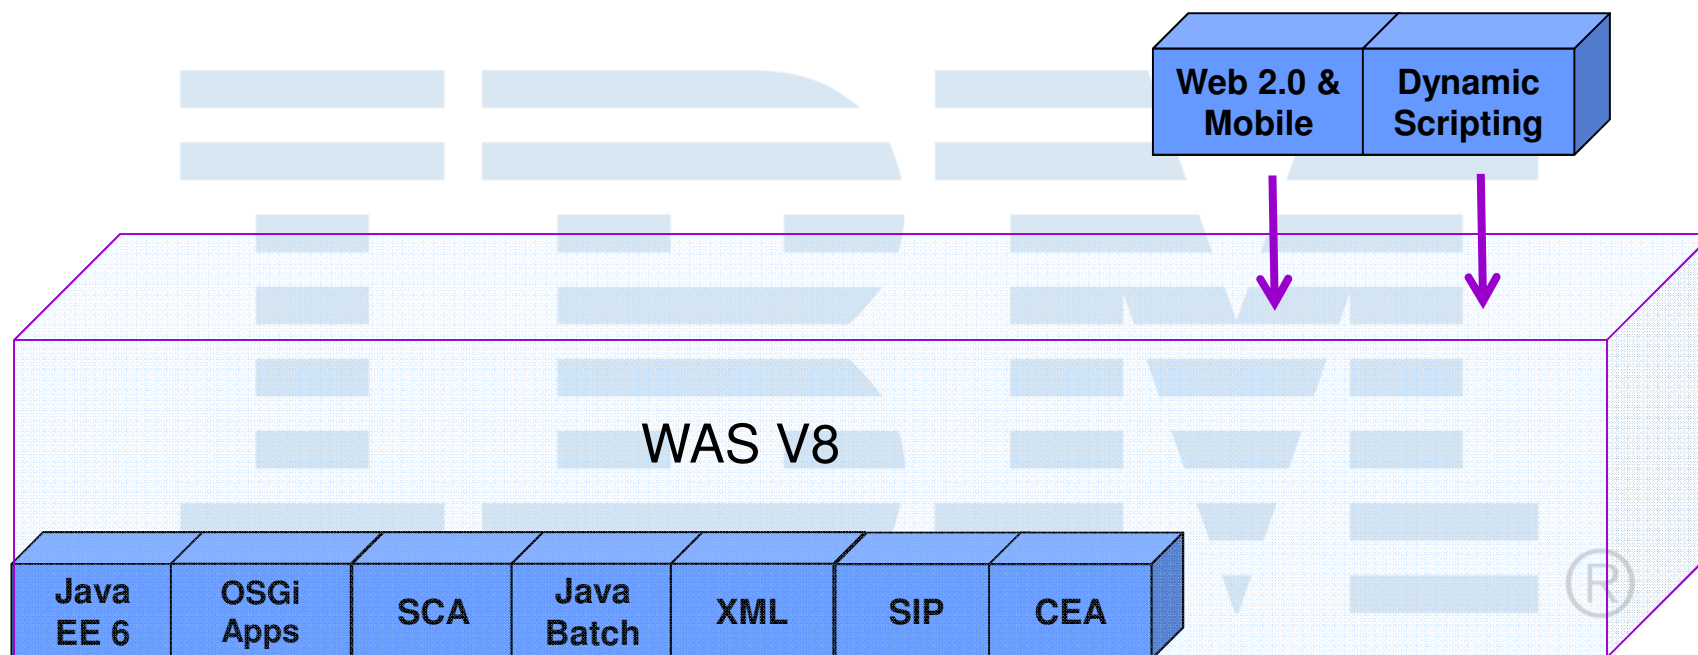 Web 2.0 &
Mobile
Dynamic
Scripting
IBM
WAS V8
Java
EE 6
OSGi
Apps
SCA
Java
Batch
XML
SIP
CEA
®